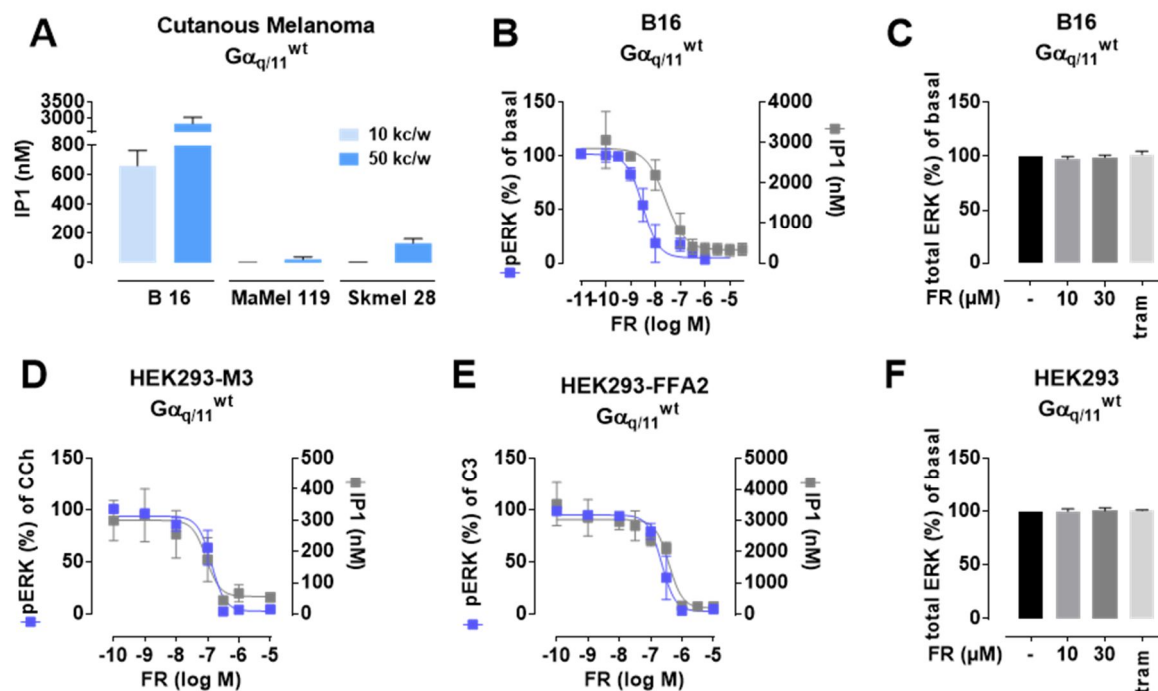 A
Cutanous Melanoma
Gαq/11wt
IP1 (nM)
3500
3000
800
600
400
200
0
10 kc/w
50 kc/w
B 16
MaMel 119
Skmel 28
B
B16
Gαq/11wt
pERK (%) of basal
150
100
50
4000
3000
2000
1000
0
IP1 (nM)
-11 -10 -9 -8 -7 -6 -5
FR (log M)
C
B16
Gαq/11wt
total ERK (%) of basal
150
100
50
0
FR (µM) - 10 30 tram
D
HEK293-M3
Gαq/11wt
pERK (%) of CCh
150
100
50
0
500
400
300
200
100
0
IP1 (nM)
-10 -9 -8 -7 -6 -5
FR (log M)
E
HEK293-FFA2
Gαq/11wt
pERK (%) of C3
150
100
50
0
5000
4000
3000
2000
1000
0
IP1 (nM)
-10 -9 -8 -7 -6 -5
FR (log M)
F
HEK293
Gαq/11wt
total ERK (%) of basal
150
100
50
0
FR (µM) - 10 30 tram